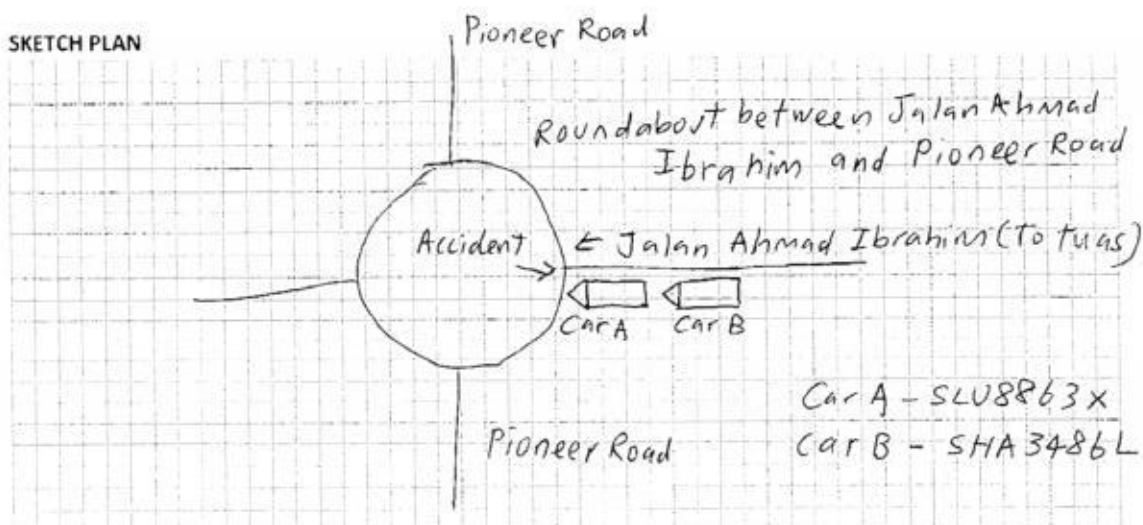 Pioneer Road
SKETCH PLAN
Roundabout between Jalan Ahmad
Ibrahim and Pioneer Road
Accident ← Jalan Ahmad Ibrahim (To tuas)
Car A Car B
Car A - SLU8863X
Pioneer Road Car B - SHA3486L